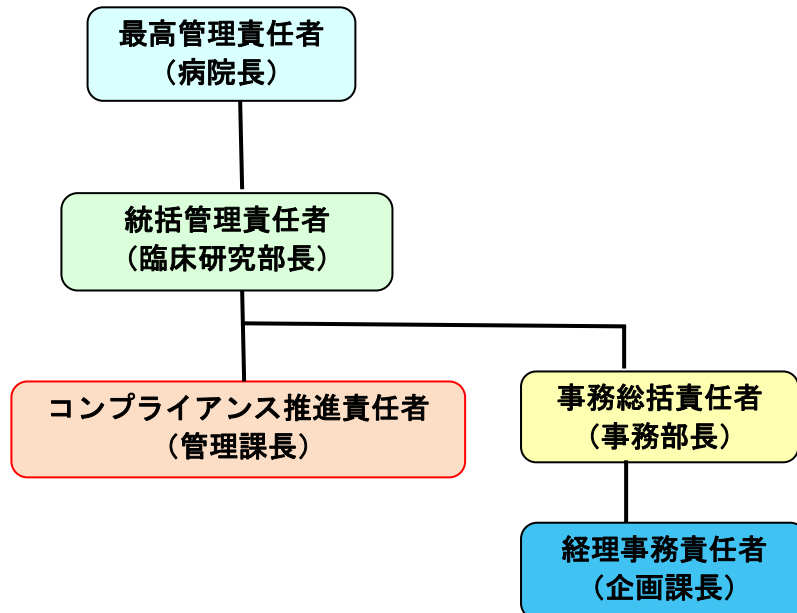 最高管理責任者
（病院長）
統括管理責任者
（臨床研究部長）
コンプライアンス推進責任者
（管理課長）
事務総括責任者
（事務部長）
経理事務責任者
（企画課長）